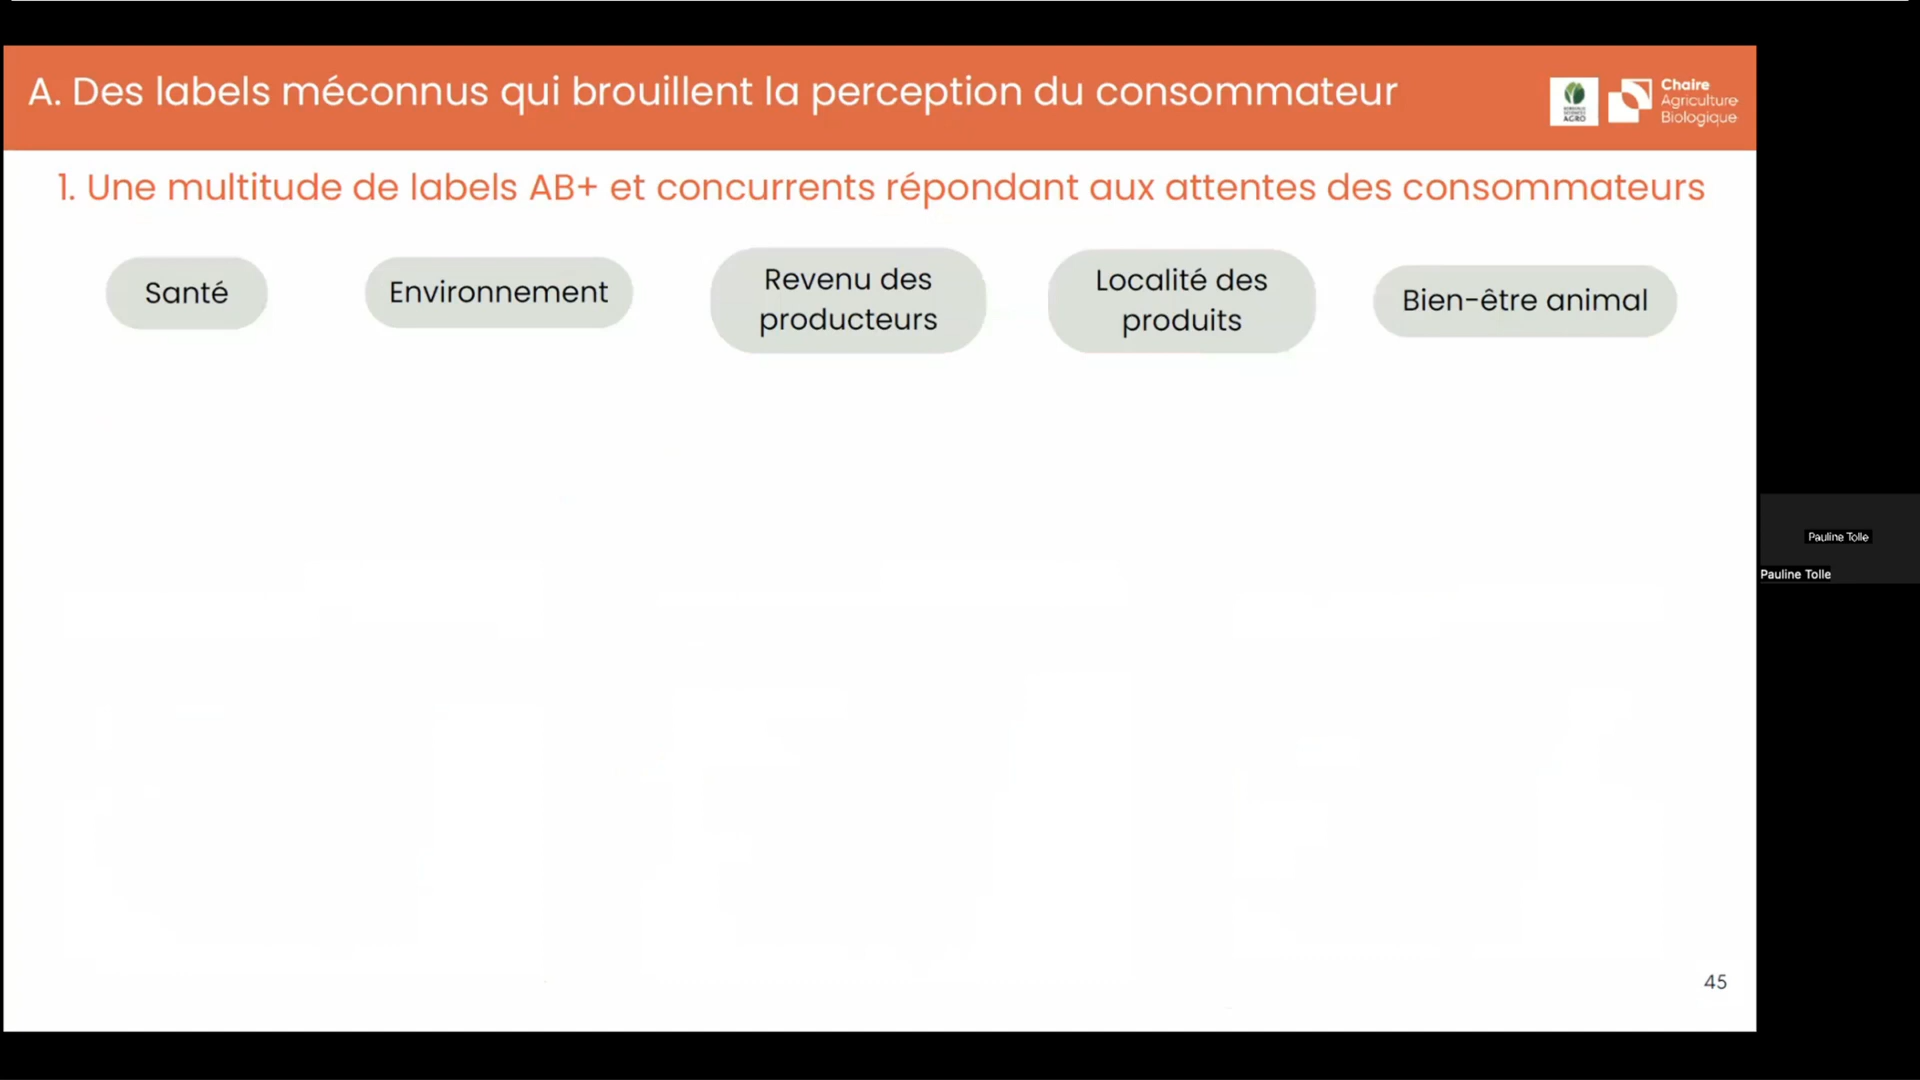 A. Des labels méconnus qui brouillent la perception du consommateur
Chaire
Agriculture
Biologique
AGRO
1. Une multitude de labels AB+ et concurrents répondant aux attentes des consommateurs
Santé
Environnement
Revenu des
producteurs
Localité des
produits
Bien-être animal
Pauline Tolle
Pauline Tolle
45